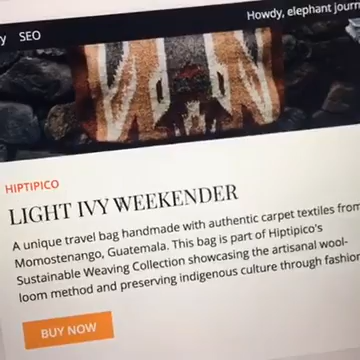 y SEO
Howdy, elephant journ
HIPTIPICO
LIGHT IVY WEEKENDER
A unique travel bag handmade with authentic carpet textiles from
Momostenango, Guatemala. This bag is part of Hiptipico's
Sustainable Weaving Collection showcasing the artisanal wool-
loom method and preserving indigenous culture through fashion
BUY NOW